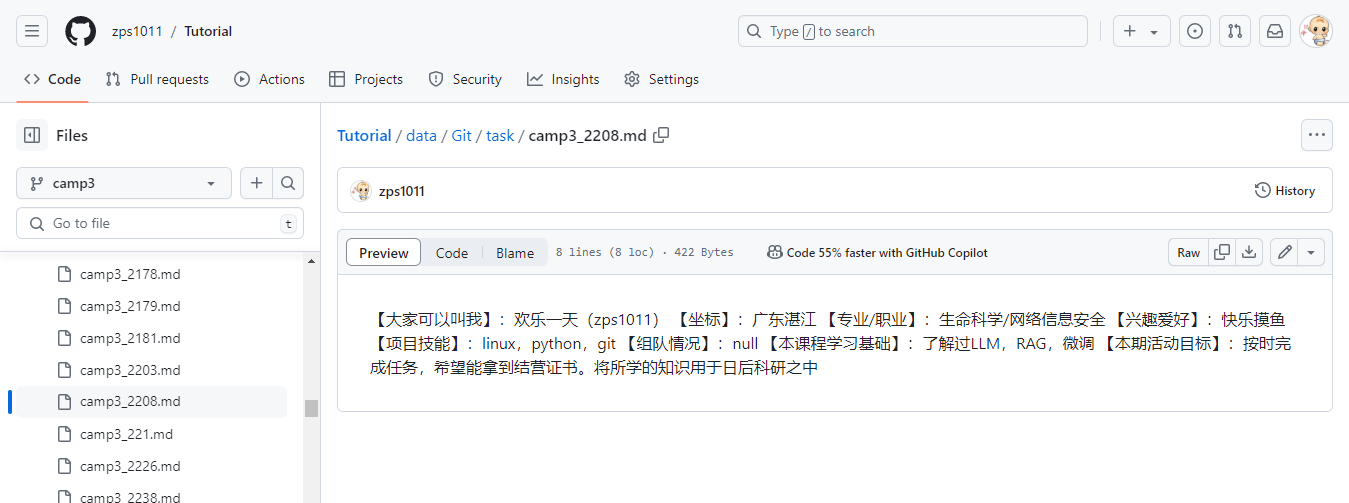 zps1011 / Tutorial
Type / to search
Code Pull requests Actions Projects Security Insights Settings
Files
camp3
Go to file t
camp3_2178.md
camp3_2179.md
camp3_2181.md
camp3_2203.md
camp3_2208.md
camp3_221.md
camp3_2226.md
camp3_2238.md
Tutorial / data / Git / task / camp3_2208.md
zps1011 History
Preview Code Blame 8 lines (8 loc) · 422 Bytes Code 55% faster with GitHub Copilot Raw
【大家可以叫我】：欢乐一天（zps1011） 【坐标】：广东湛江 【专业/职业】：生命科学/网络信息安全 【兴趣爱好】：快乐摸鱼
【项目技能】：linux，python，git 【组队情况】：null 【本课程学习基础】：了解过LLM，RAG，微调 【本期活动目标】：按时完
成任务，希望能拿到结营证书。将所学的知识用于日后科研之中